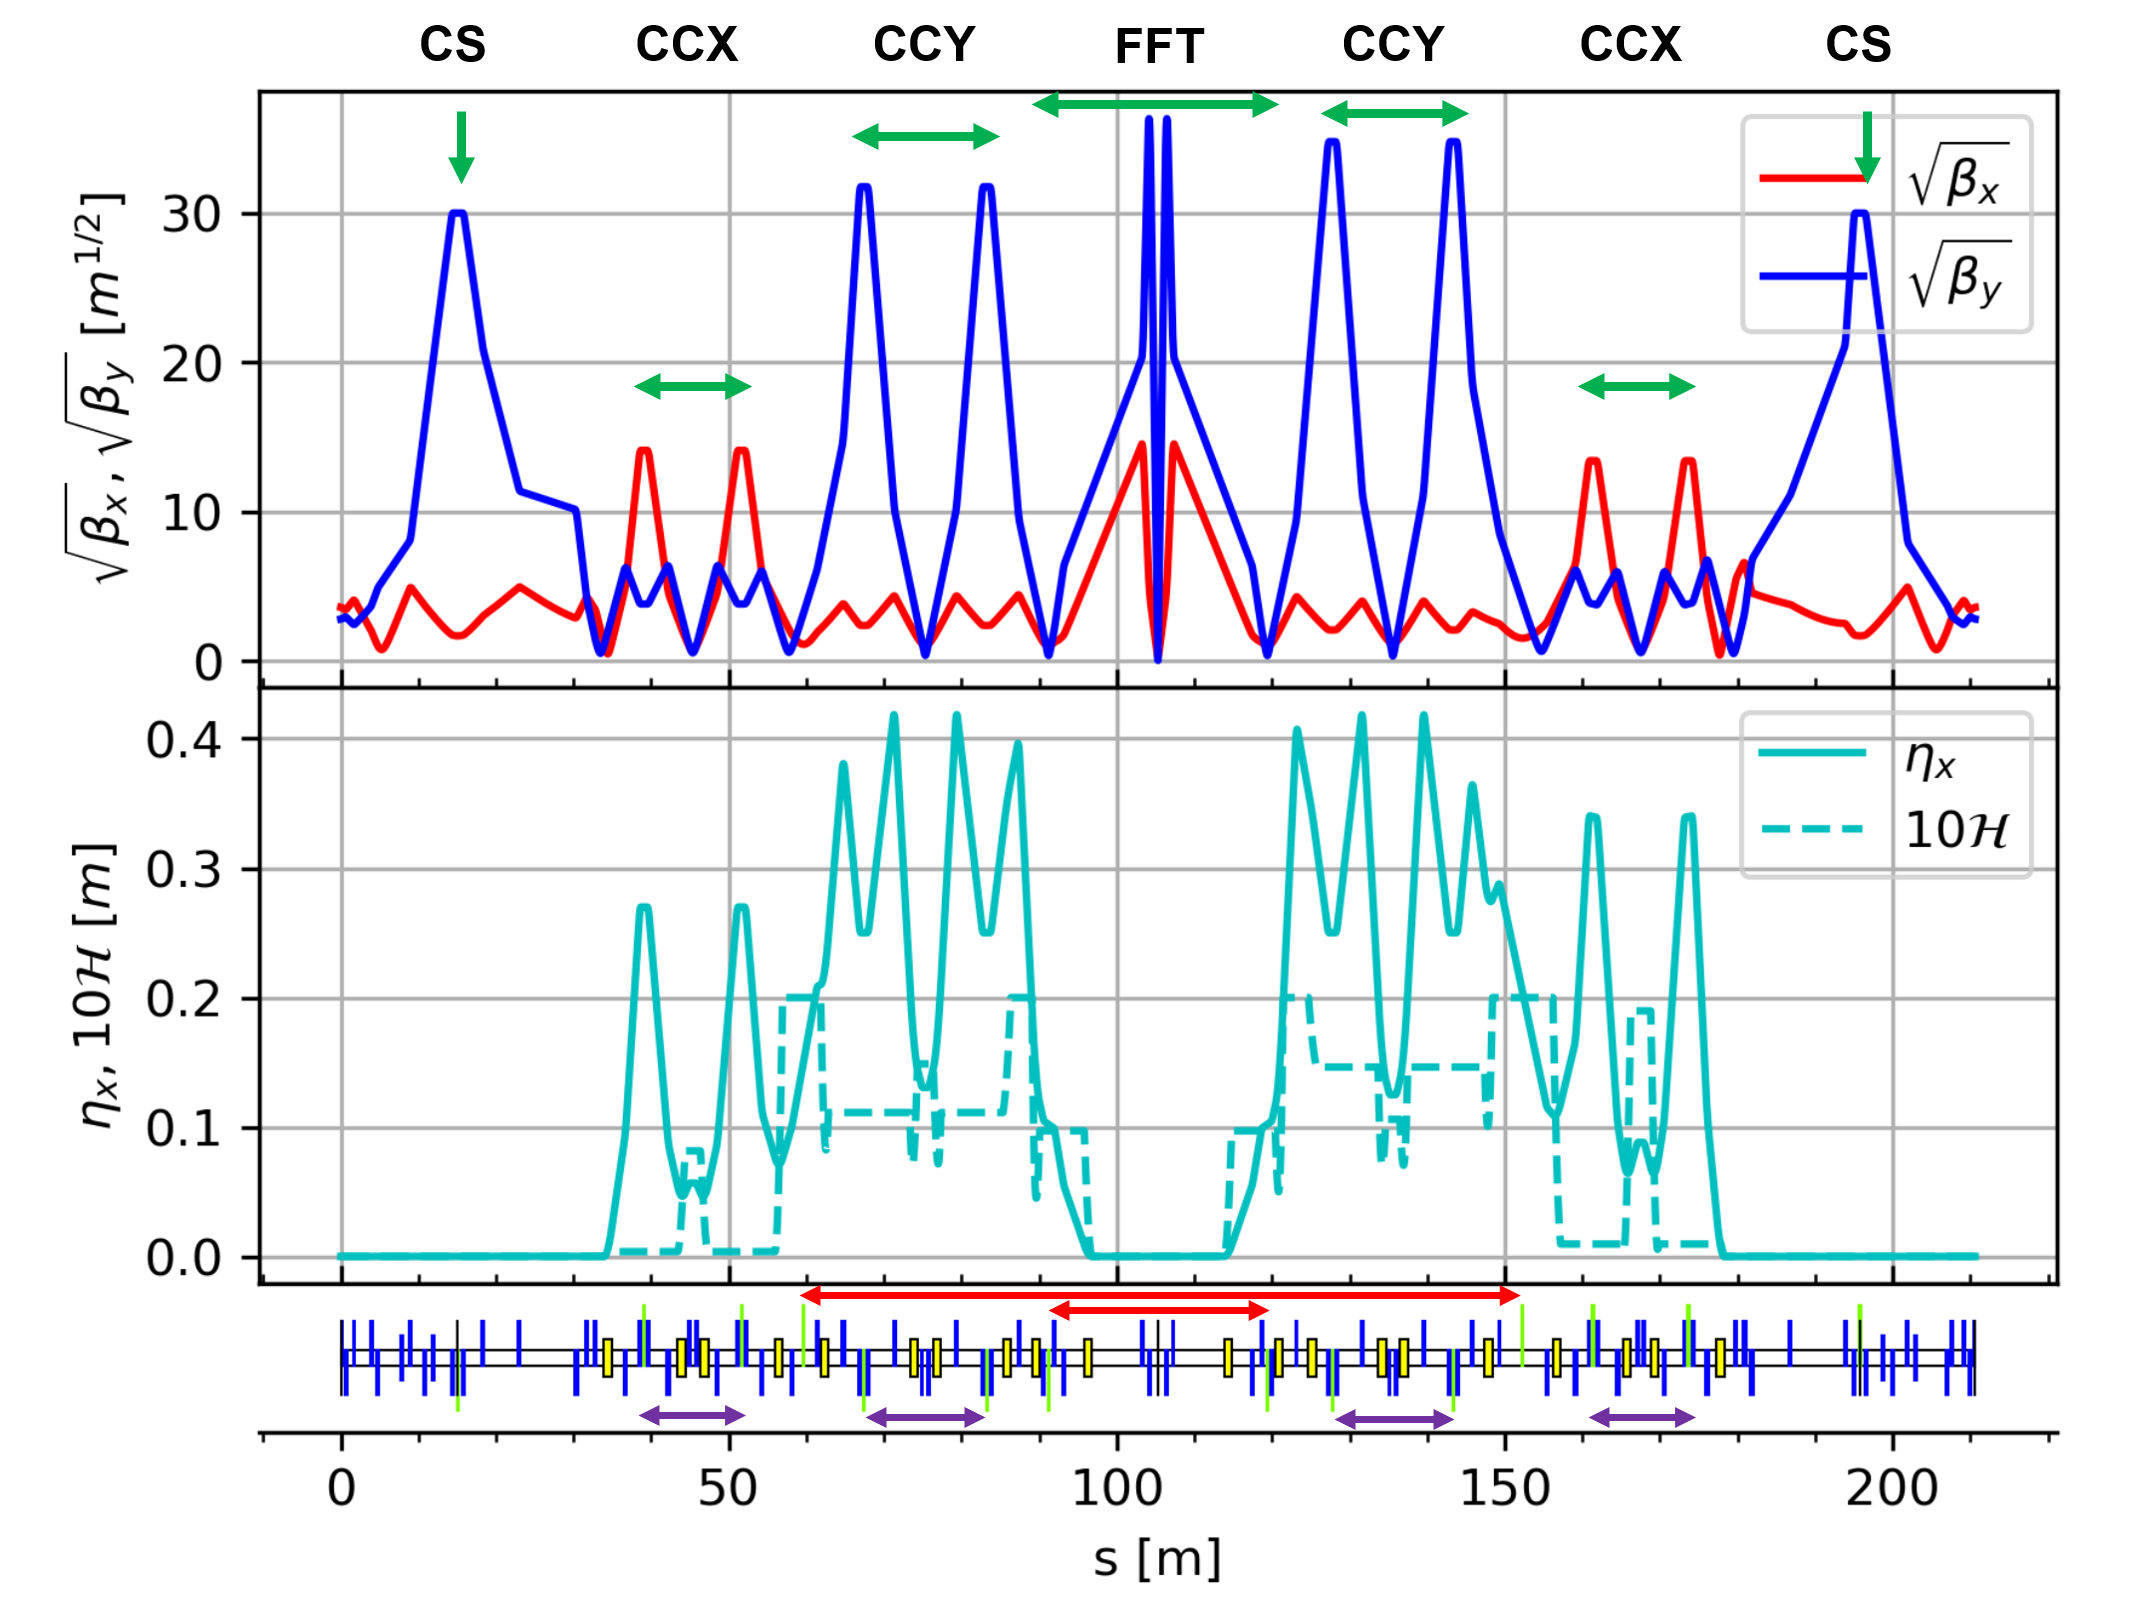 CS CCX CCY FFT CCY CCX CS
√βx, √βy [m^1/2]
30
20
10
0
√βx
√βy
ηx, 10ℋ [m]
0.4
0.3
0.2
0.1
0.0
ηx
10ℋ
0 50 100 150 200
s [m]